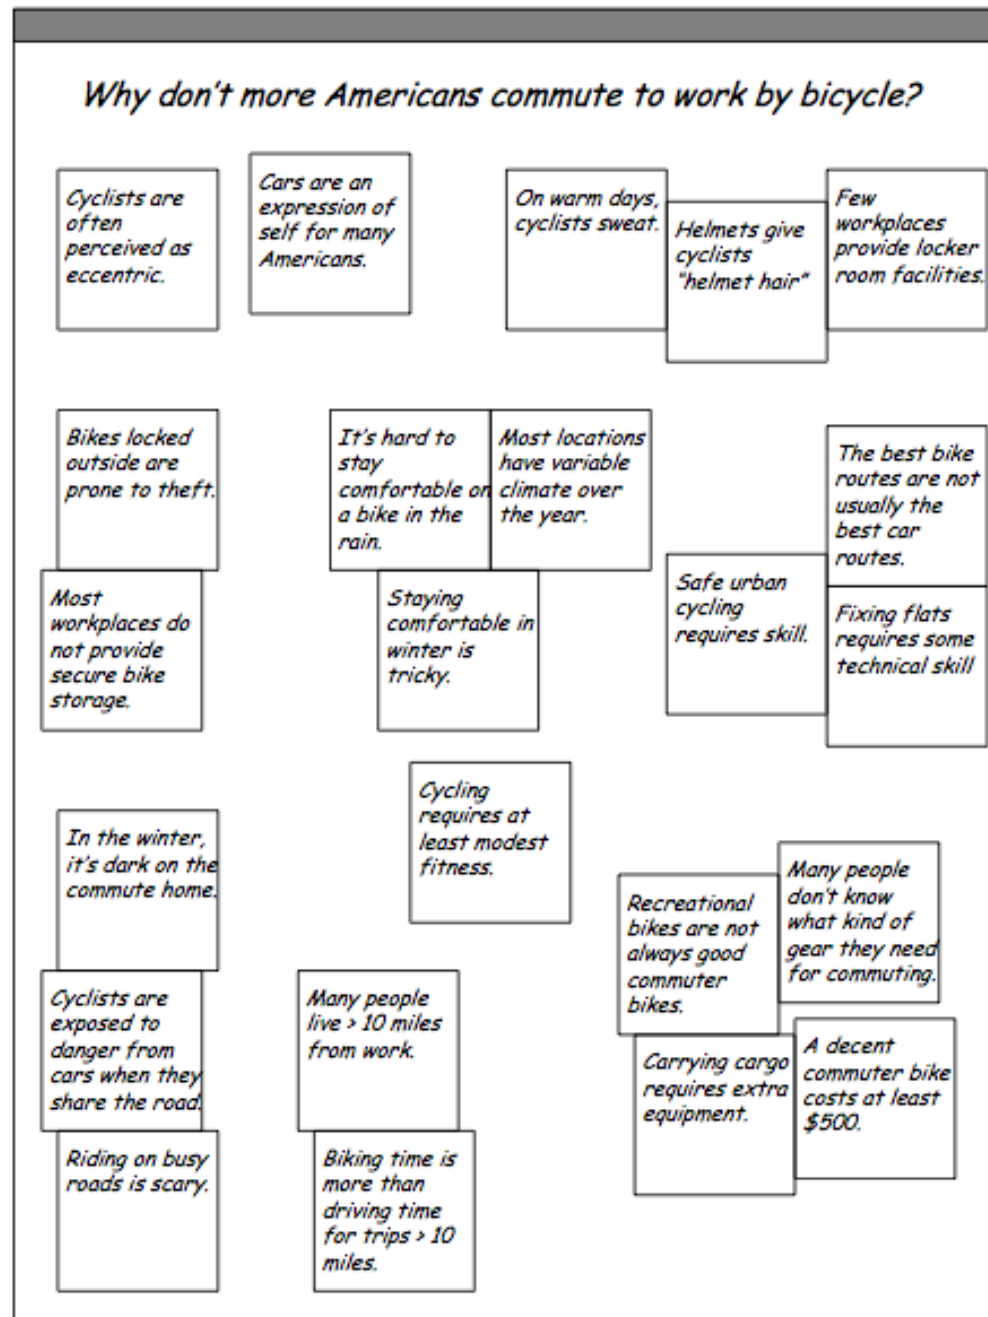 Why don't more Americans commute to work by bicycle?
Cyclists are
often
perceived as
eccentric.
Cars are an
expression of
self for many
Americans.
On warm days,
cyclists sweat.
Helmets give
cyclists
"helmet hair"
Few
workplaces
provide locker
room facilities.
Bikes locked
outside are
prone to theft.
Most
workplaces do
not provide
secure bike
storage.
It's hard to
stay
comfortable on
a bike in the
rain.
Most locations
have variable
climate over
the year.
Staying
comfortable in
winter is
tricky.
The best bike
routes are not
usually the
best car
routes.
Safe urban
cycling
requires skill.
Fixing flats
requires some
technical skill
Cycling
requires at
least modest
fitness.
In the winter,
it's dark on the
commute home.
Cyclists are
exposed to
danger from
cars when they
share the road.
Riding on busy
roads is scary.
Many people
live > 10 miles
from work.
Biking time is
more than
driving time
for trips > 10
miles.
Recreational
bikes are not
always good
commuter
bikes.
Many people
don't know
what kind of
gear they need
for commuting.
Carrying cargo
requires extra
equipment.
A decent
commuter bike
costs at least
$500.